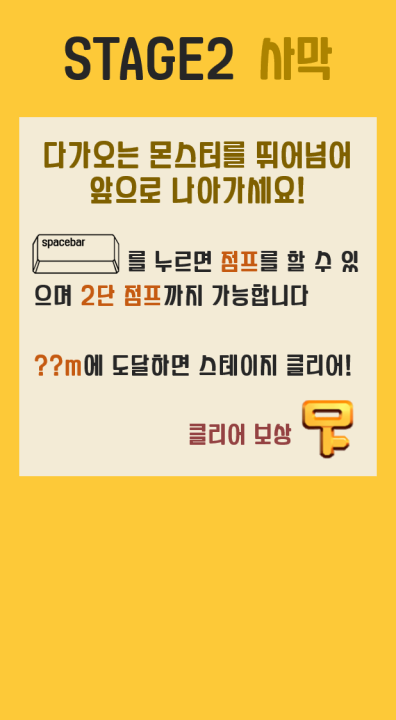 STAGE2 사막
다가오는 몬스터를 뛰어넘어
앞으로 나아가세요!
spacebar 를 누르면 점프를 할 수 있
으며 2단 점프까지 가능합니다
??m에 도달하면 스테이지 클리어!
클리어 보상